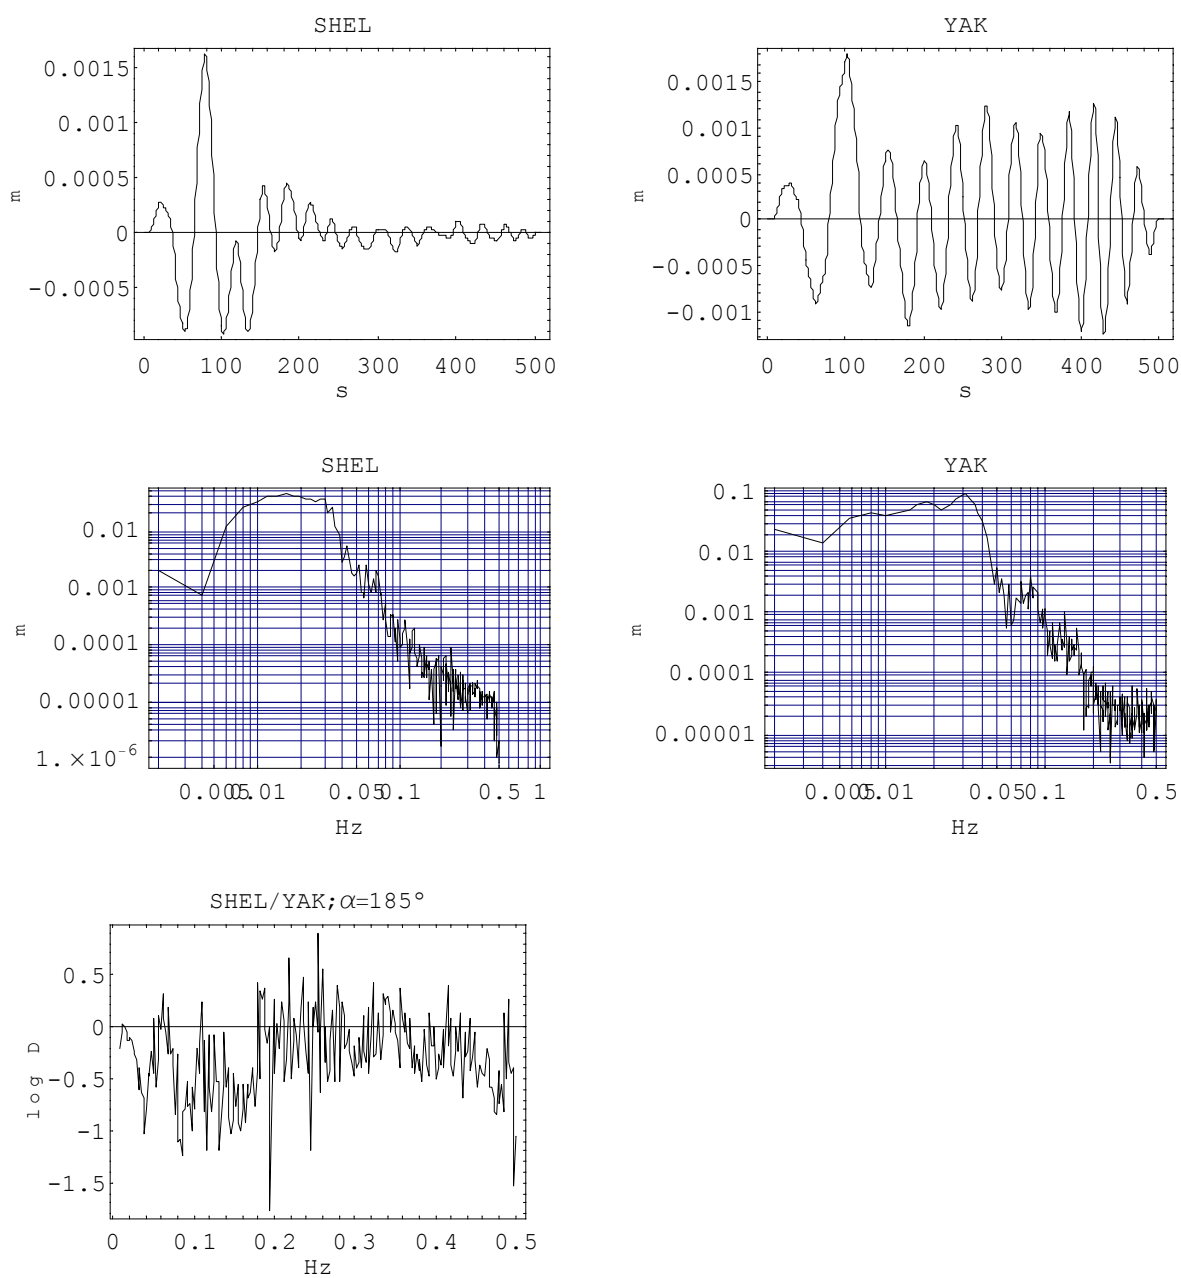 SHEL
0.0015
0.001
0.0005
0
-0.0005
m
0 100 200 300 400 500
s
YAK
0.0015
0.001
0.0005
0
-0.0005
-0.001
m
0 100 200 300 400 500
s
SHEL
0.01
0.001
0.0001
0.00001
1.×10⁻⁶
m
0.005 0.01 0.05 0.1 0.5 1
Hz
YAK
0.1
0.01
0.001
0.0001
0.00001
m
0.005 0.01 0.05 0.1 0.5
Hz
SHEL/YAK;α=185°
0.5
0
-0.5
-1
-1.5
log D
0 0.1 0.2 0.3 0.4 0.5
Hz